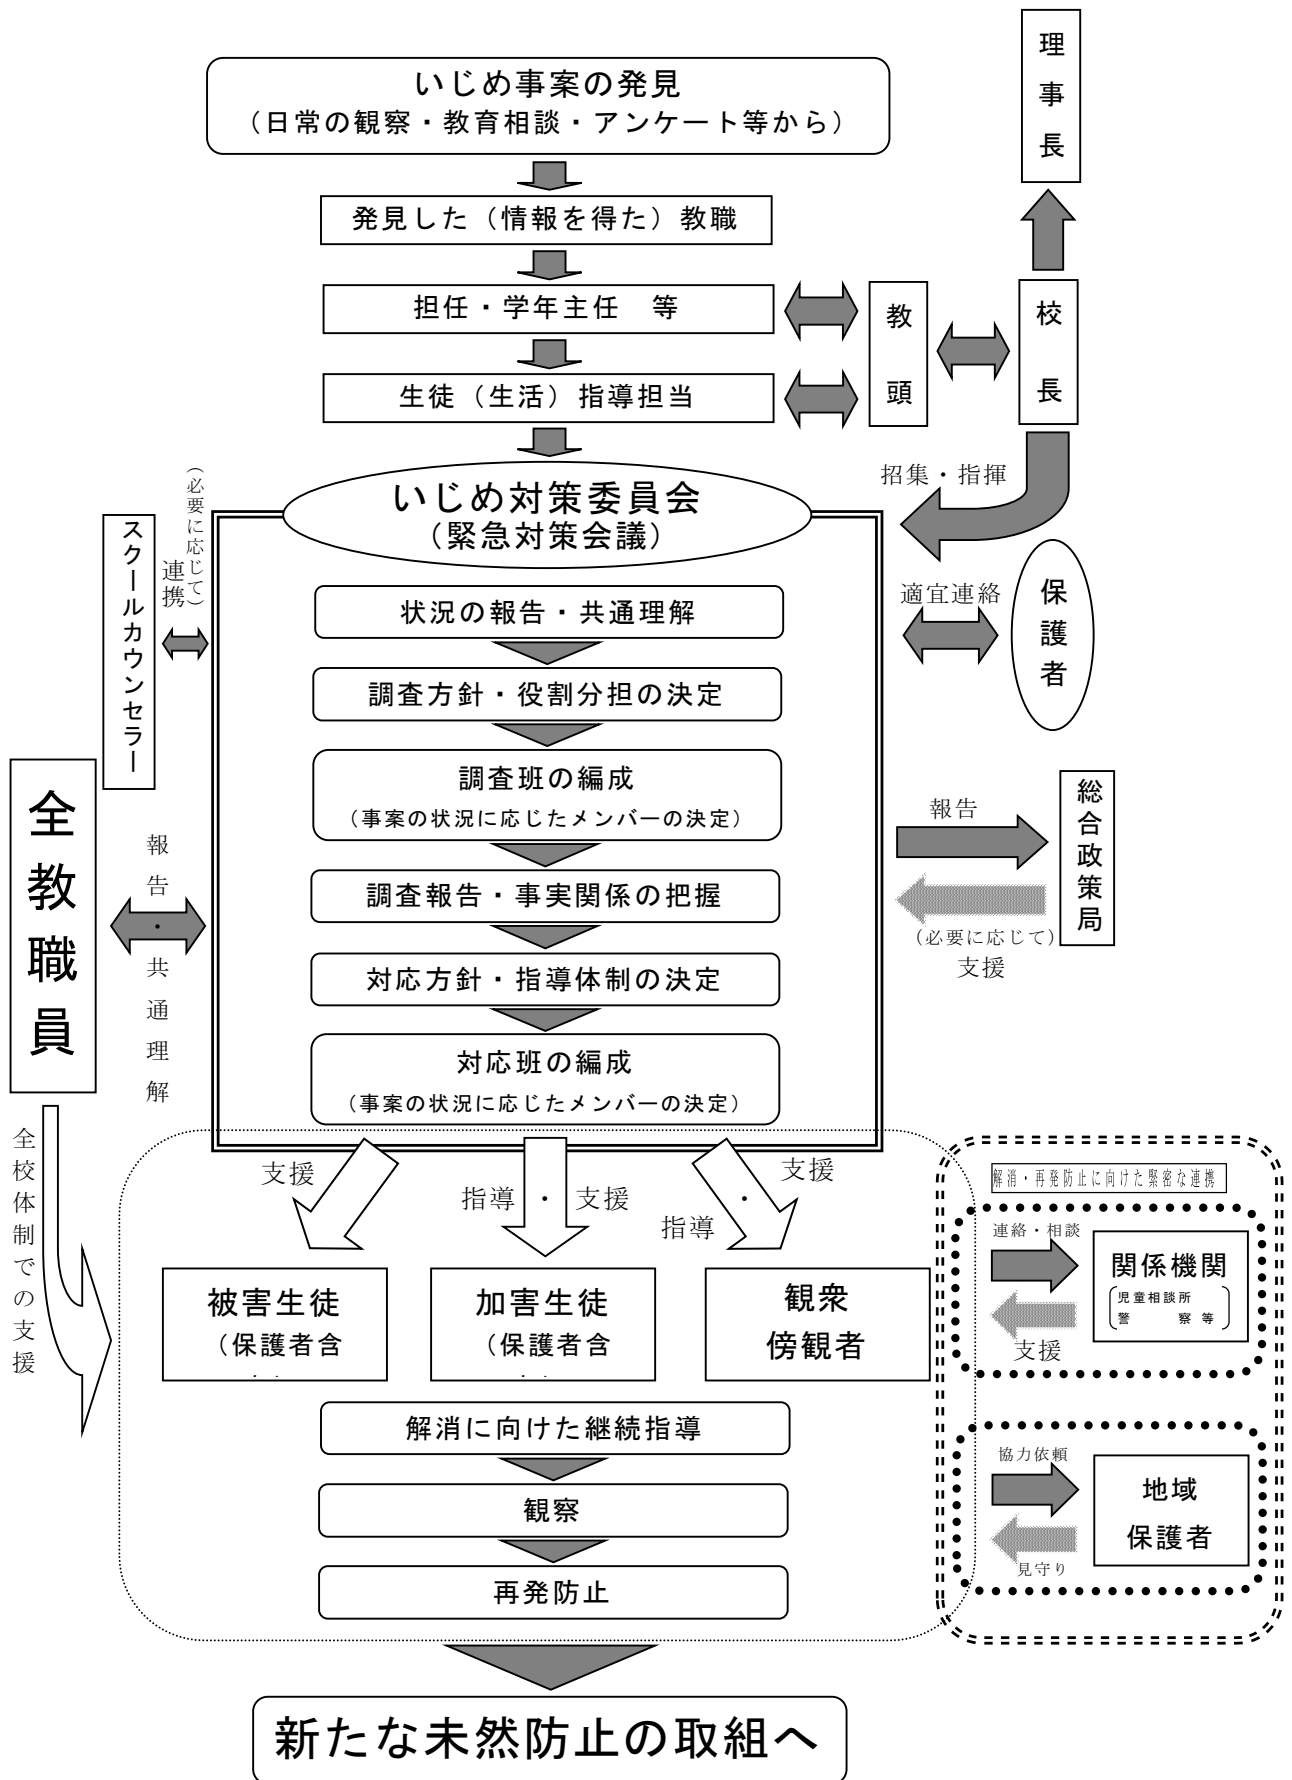 いじめ事案の発見
（日常の観察・教育相談・アンケート等から）
理事長
発見した（情報を得た）教職
担任・学年主任　等
教頭
校長
生徒（生活）指導担当
招集・指揮
いじめ対策委員会
（緊急対策会議）
スクールカウンセラー
連携
（必要に応じて）
状況の報告・共通理解
適宜連絡
保護者
調査方針・役割分担の決定
調査班の編成
（事案の状況に応じたメンバーの決定）
報告
（必要に応じて）
支援
総合政策局
全教職員
報告・共通理解
調査報告・事実関係の把握
対応方針・指導体制の決定
対応班の編成
（事案の状況に応じたメンバーの決定）
全校体制での支援
支援
指導・支援
指導・支援
被害生徒
（保護者含
加害生徒
（保護者含
観衆
傍観者
解消・再発防止に向けた緊密な連携
連絡・相談
支援
関係機関
児童相談所
警　察等
協力依頼
見守り
地域
保護者
解消に向けた継続指導
観察
再発防止
新たな未然防止の取組へ